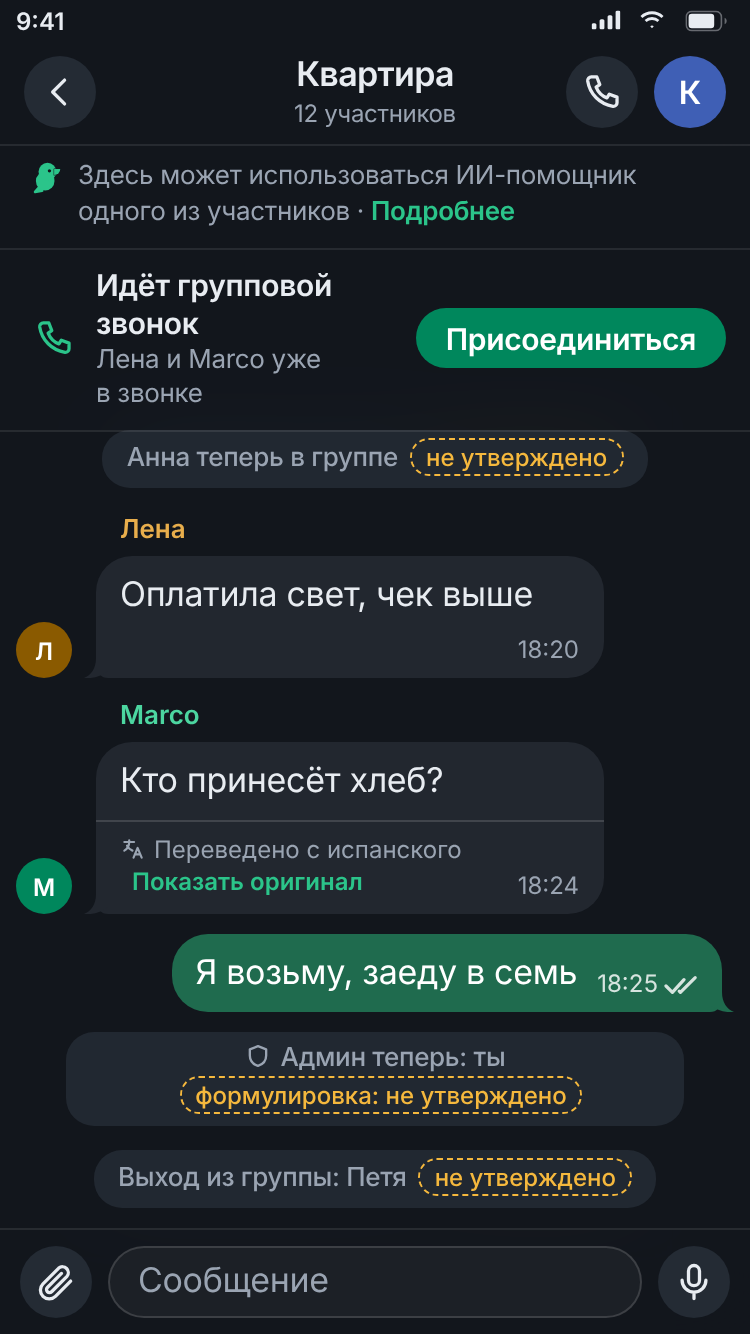 9:41
Квартира
12 участников
К
Здесь может использоваться ИИ-помощник
одного из участников · Подробнее
Идёт групповой
звонок
Лена и Marco уже
в звонке
Присоединиться
Анна теперь в группе не утверждено
Лена
Оплатила свет, чек выше
18:20
Л
Marco
Кто принесёт хлеб?
Переведено с испанского
Показать оригинал 18:24
M
Я возьму, заеду в семь 18:25
Админ теперь: ты
формулировка: не утверждено
Выход из группы: Петя не утверждено
Сообщение